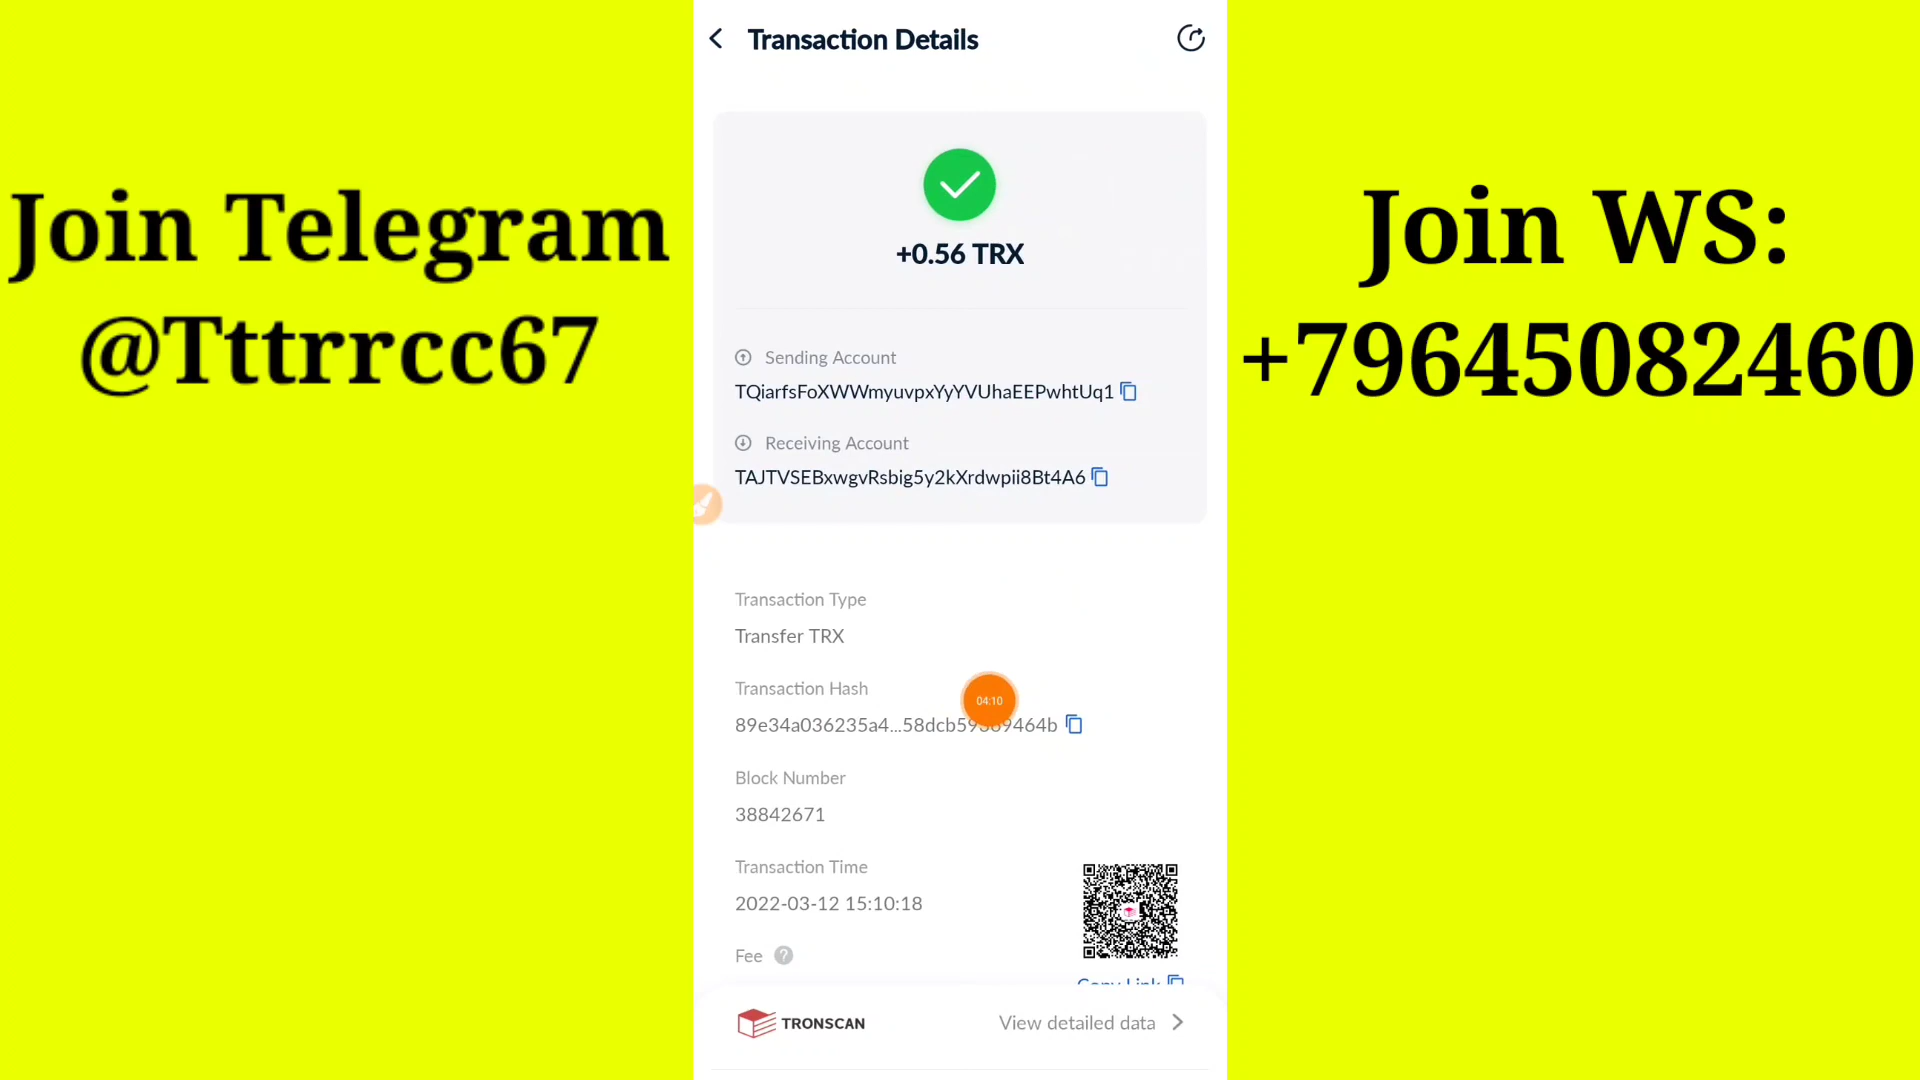 Join Telegram
@Tttrrcc67
Transaction Details
+0.56 TRX
Sending Account
TQiarfsFoXWWmyuvpxYyYVUhaEEPwhtUq1
Receiving Account
TAJTVSEBxwgvRsbig5y2kXrdwpii8Bt4A6
Transaction Type
Transfer TRX
Transaction Hash
04:10
Block Number
38842671
Transaction Time
2022-03-12 15:10:18
Fee ?
Copy Link
TRONSCAN
View detailed data
Join WS:
+79645082460